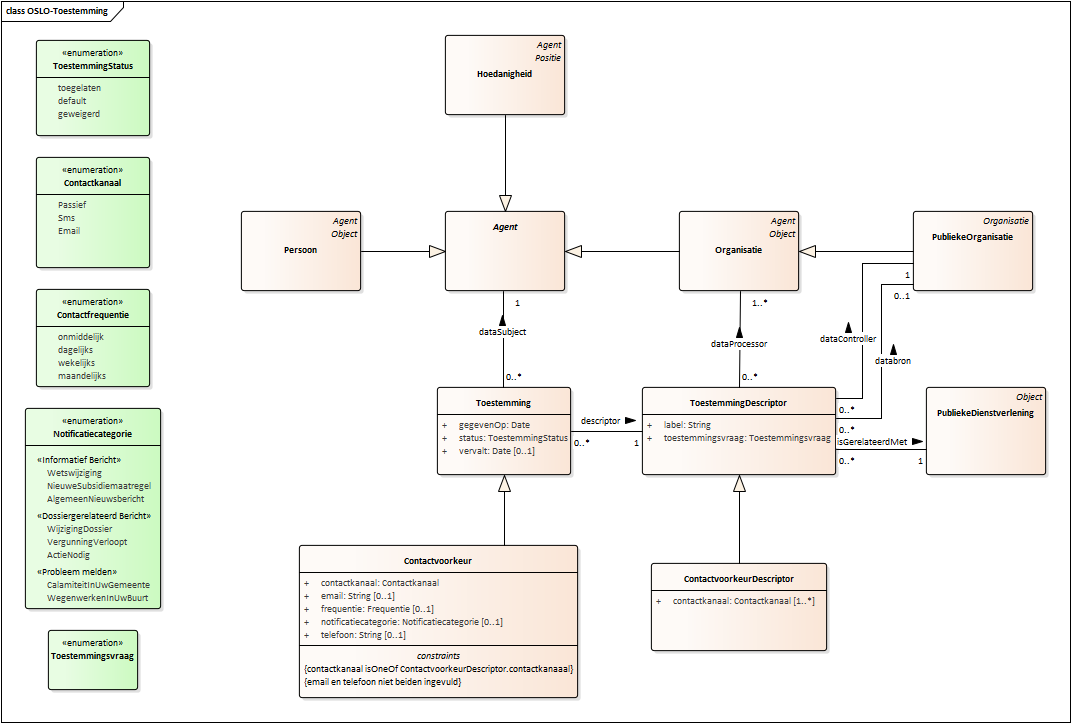 class OSLO-Toestemming
«enumeration»
ToestemmingStatus
toegelaten
default
geweigerd
«enumeration»
Contactkanaal
Passief
Sms
Email
«enumeration»
Contactfrequentie
onmiddelijk
dagelijks
wekelijks
maandelijks
«enumeration»
Notificatiecategorie
«Informatief Bericht»
Wetswijziging
NieuweSubsidiemaatregel
AlgemeenNieuwsbericht
«Dossiergerelateerd Bericht»
WijzigingDossier
VergunningVerloopt
ActieNodig
«Probleem melden»
CalamiteitInUwGemeente
WegenwerkenInUwBuurt
«enumeration»
Toestemmingsvraag
Agent
Positie
Hoedanigheid
Agent
Object
Persoon
Agent
Agent
Object
Organisatie
Organisatie
PubliekeOrganisatie
1
dataSubject
0..*
1..*
dataProcessor
0..*
1
0..1
dataController
databron
0..*
0..*
Toestemming
+ gegevenOp: Date
+ status: ToestemmingStatus
+ vervalt: Date [0..1]
descriptor
0..*
1
ToestemmingDescriptor
+ label: String
+ toestemmingsvraag: Toestemmingsvraag
isGerelateerdMet
0..*
1
Object
PubliekeDienstverlening
Contactvoorkeur
+ contactkanaal: Contactkanaal
+ email: String [0..1]
+ frequentie: Frequentie [0..1]
+ notificatiecategorie: Notificatiecategorie [0..1]
+ telefoon: String [0..1]
constraints
{contactkanaal isOneOf ContactvoorkeurDescriptor.contactkanaaal}
{email en telefoon niet beiden ingevuld}
ContactvoorkeurDescriptor
+ contactkanaal: Contactkanaal [1..*]